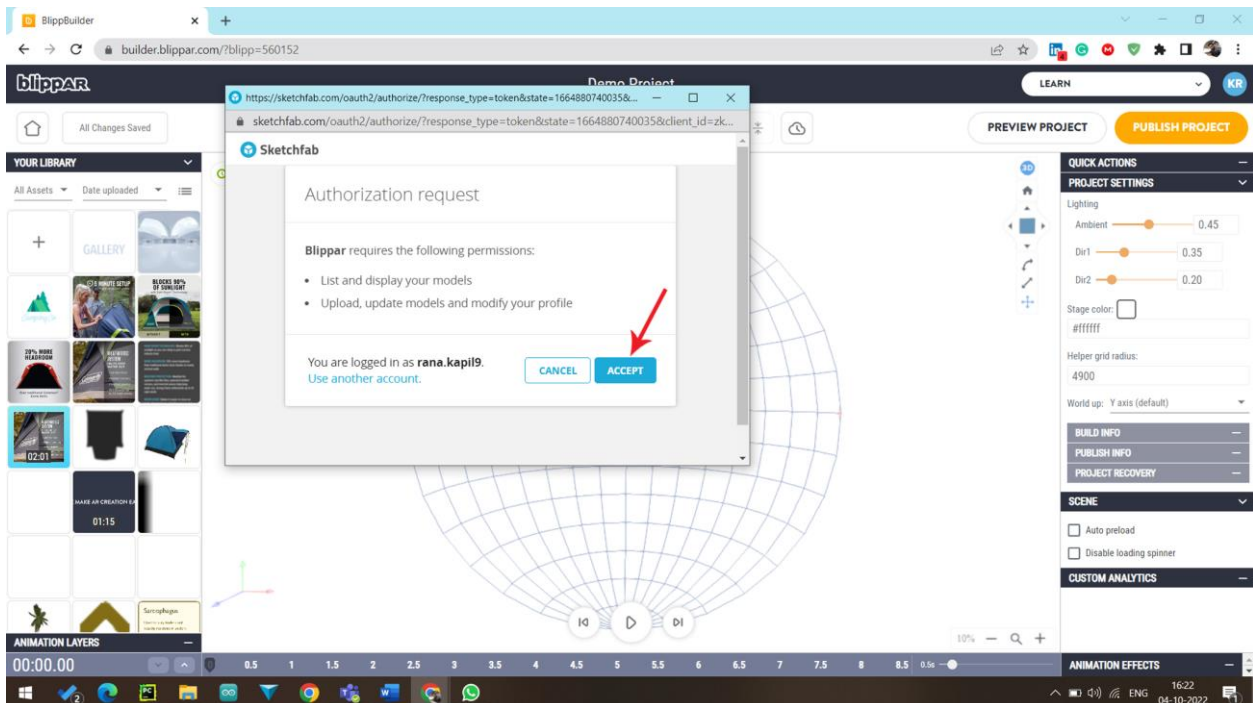 BlippBuilder
builder.blippar.com/?blipp=560152
blippar
Demo Project
LEARN
KR
All Changes Saved
PREVIEW PROJECT
PUBLISH PROJECT
YOUR LIBRARY
All Assets
Date uploaded
GALLERY
BLOCKS 90%
OF SUNLIGHT
20% MORE
HEADROOM
02:01
MAKE AR CREATION EA
01:15
Sarcophagus
ANIMATION LAYERS
https://sketchfab.com/oauth2/authorize/?response_type=token&state=1664880740035&...
sketchfab.com/oauth2/authorize/?response_type=token&state=1664880740035&client_id=zk...
Sketchfab
Authorization request
Blippar requires the following permissions:
• List and display your models
• Upload, update models and modify your profile
You are logged in as rana.kapil9.
Use another account.
CANCEL
ACCEPT
3D
QUICK ACTIONS
PROJECT SETTINGS
Lighting
Ambient 0.45
Dir1 0.35
Dir2 0.20
Stage color:
#ffffff
Helper grid radius:
4900
World up: Y axis (default)
BUILD INFO
PUBLISH INFO
PROJECT RECOVERY
SCENE
Auto preload
Disable loading spinner
CUSTOM ANALYTICS
10%
00:00.00
0.5 1 1.5 2 2.5 3 3.5 4 4.5 5 5.5 6 6.5 7 7.5 8 8.5 0.5s
ANIMATION EFFECTS
ENG
16:22
04-10-2022